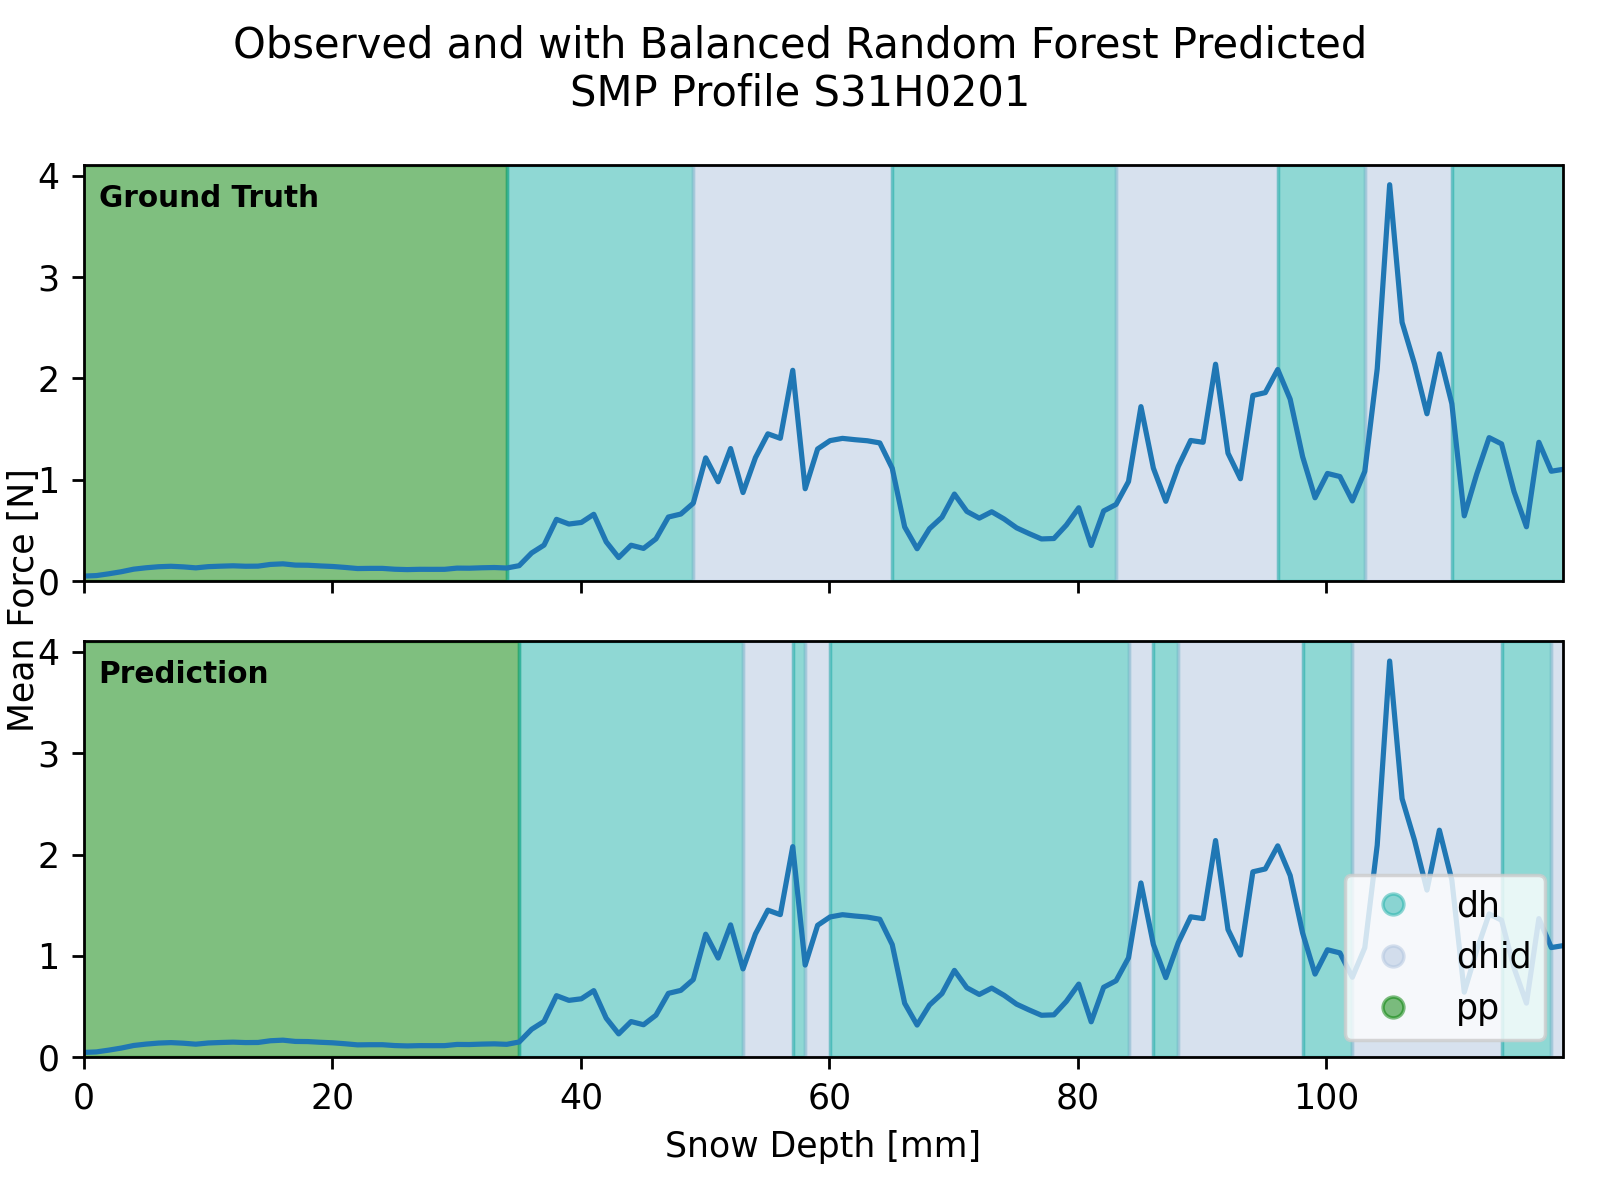 Observed and with Balanced Random Forest Predicted
SMP Profile S31H0201
Mean Force [N]
4
3
2
1
0
Ground Truth
4
3
2
1
0
Prediction
dh
dhid
pp
0 20 40 60 80 100
Snow Depth [mm]